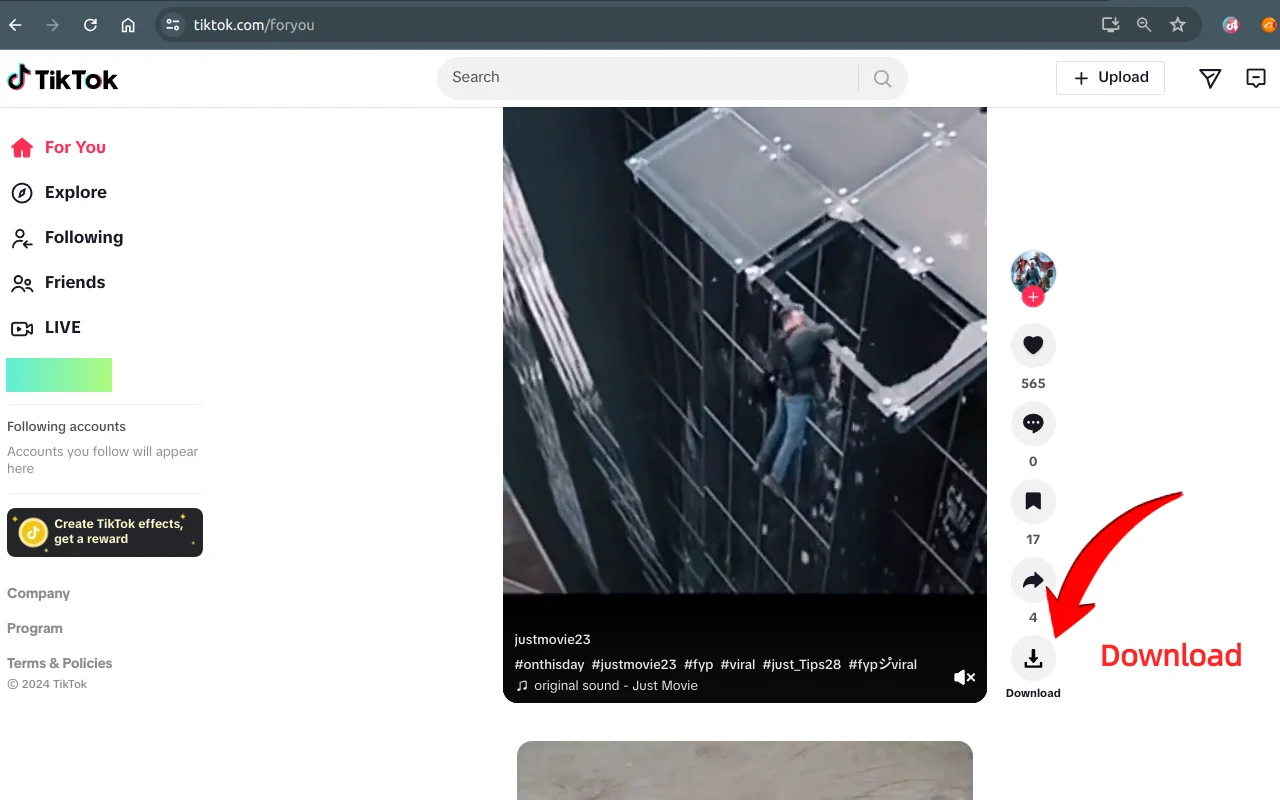 tiktok.com/foryou
TikTok
Search
Upload
For You
Explore
Following
Friends
LIVE
Following accounts
Accounts you follow will appear
here
Create TikTok effects,
get a reward
Company
Program
Terms & Policies
© 2024 TikTok
justmovie23
#onthisday #justmovie23 #fyp #viral #just_Tips28 #fypジviral
original sound - Just Movie
565
0
17
4
Download
Download